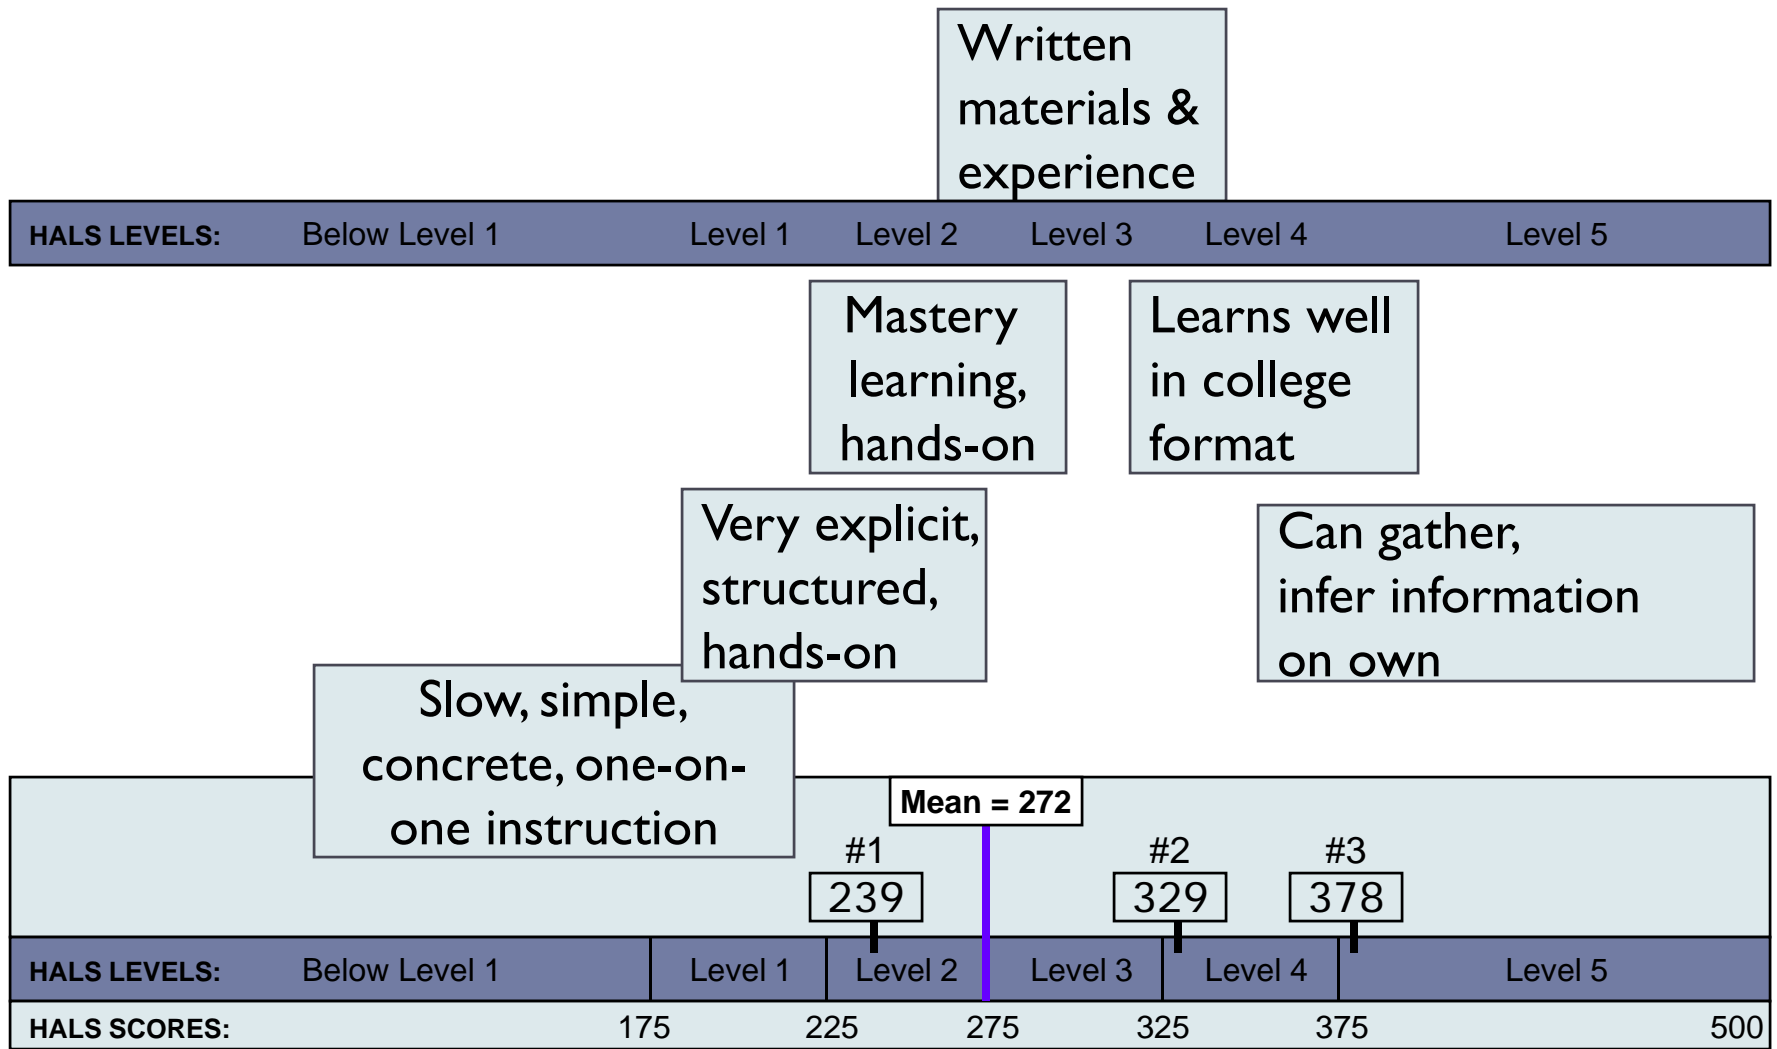 Written
materials &
experience
HALS LEVELS: Below Level 1 Level 1 Level 2 Level 3 Level 4 Level 5
Mastery
learning,
hands-on
Learns well
in college
format
Very explicit,
structured,
hands-on
Can gather,
infer information
on own
Slow, simple,
concrete, one-on-
one instruction
Mean = 272
#1 #2 #3
239 329 378
HALS LEVELS: Below Level 1 Level 1 Level 2 Level 3 Level 4 Level 5
HALS SCORES: 175 225 275 325 375 500